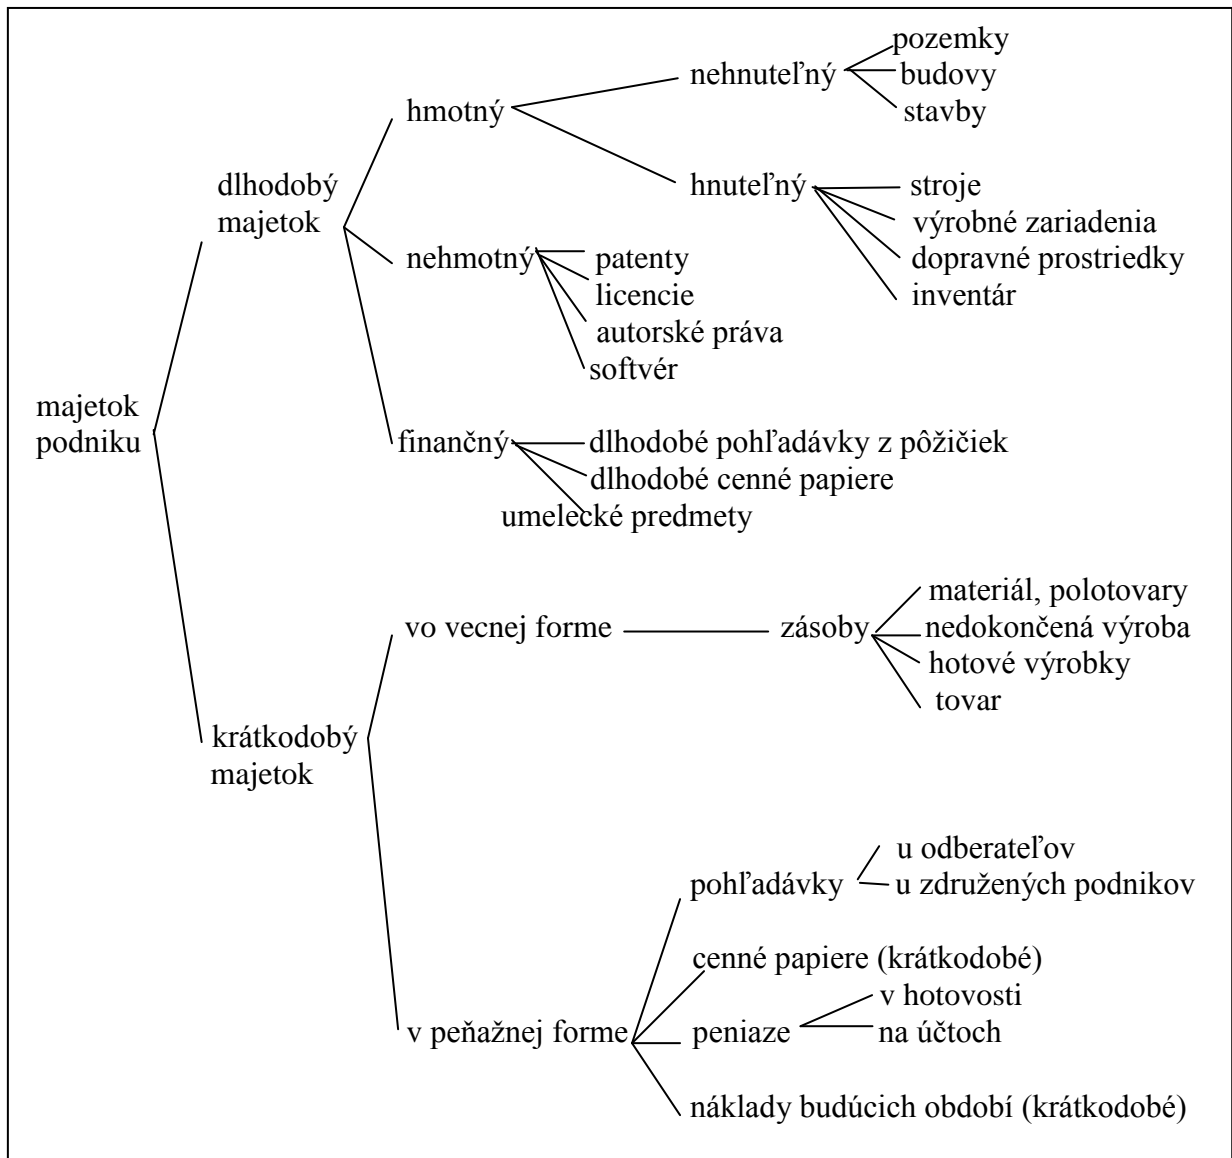 majetok
podniku
dlhodobý
majetok
hmotný
nehnuteľný
pozemky
budovy
stavby
hnuteľný
stroje
výrobné zariadenia
dopravné prostriedky
inventár
nehmotný
patenty
licencie
autorské práva
softvér
finančný
dlhodobé pohľadávky z pôžičiek
dlhodobé cenné papiere
umelecké predmety
krátkodobý
majetok
vo vecnej forme
zásoby
materiál, polotovary
nedokončená výroba
hotové výrobky
tovar
v peňažnej forme
pohľadávky
u odberateľov
u združených podnikov
cenné papiere (krátkodobé)
peniaze
v hotovosti
na účtoch
náklady budúcich období (krátkodobé)